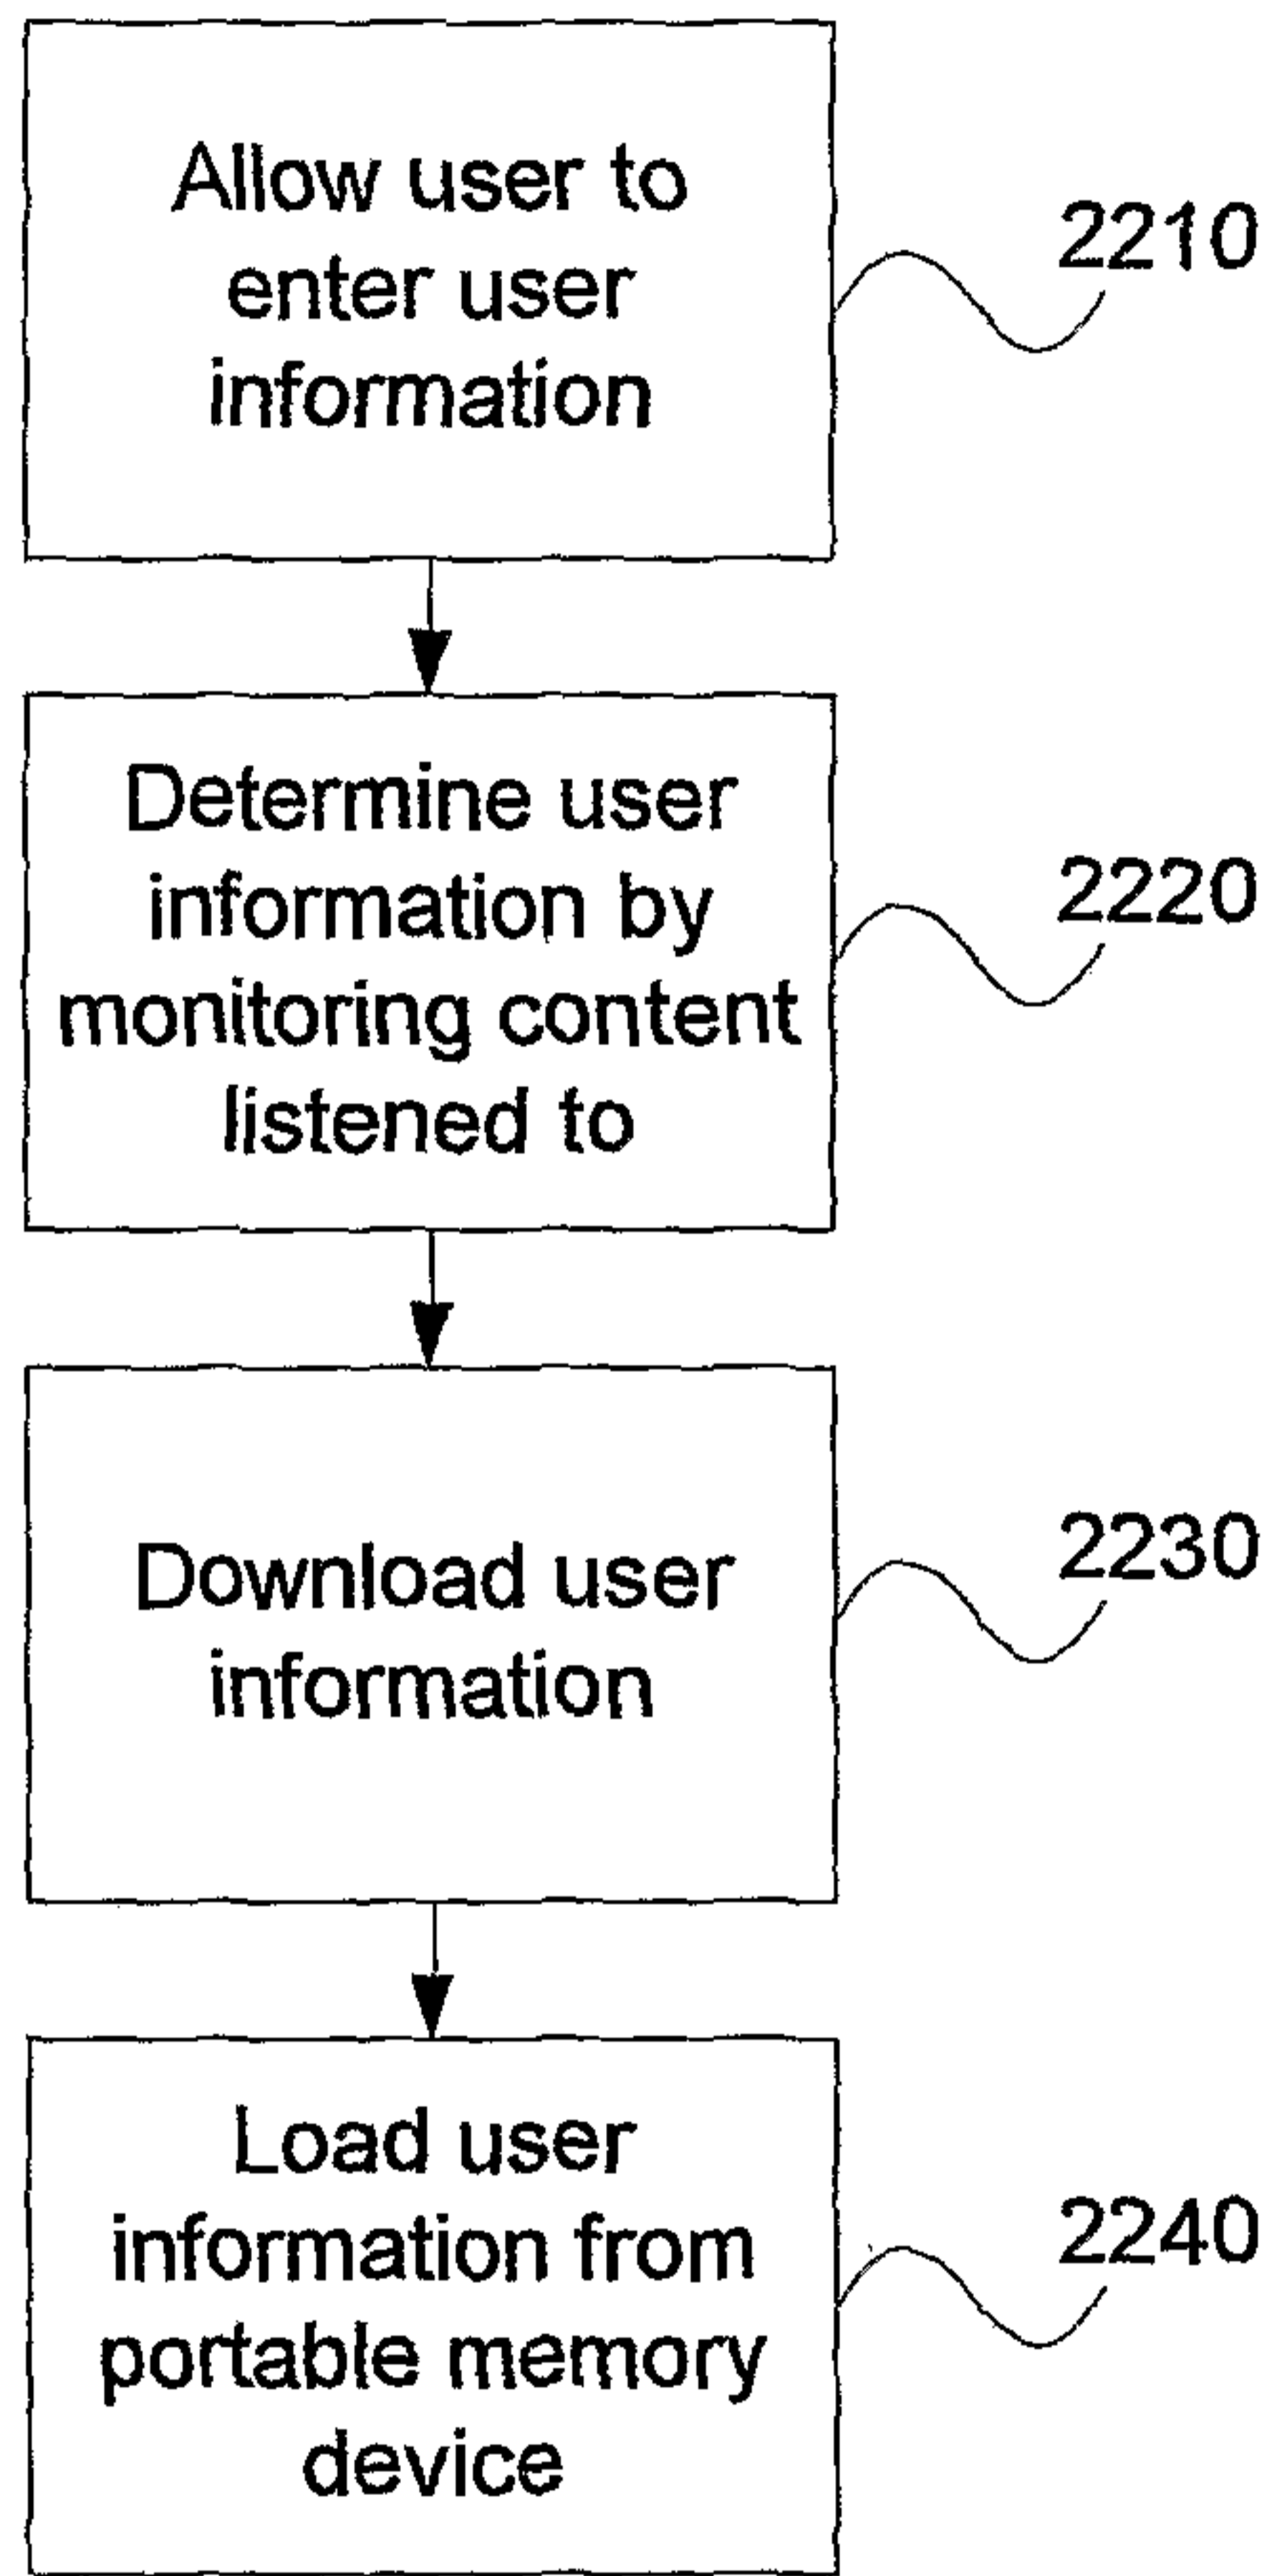 Allow user to
enter user
information
2210
Determine user
information by
monitoring content
listened to
2220
Download user
information
2230
Load user
information from
portable memory
device
2240